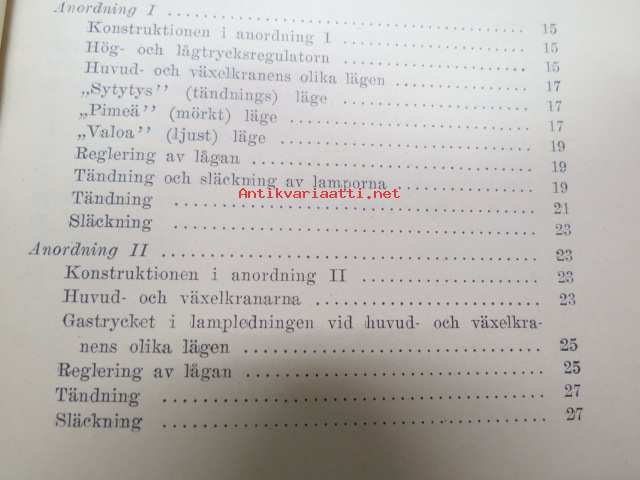 Anordning I ........................................ 15
Konstruktionen i anordning 1 ........................ 15
Hög- och lågtrycksregulatorn ........................ 15
Huvud- och växelkranens olika lägen ................. 17
„Sytytys” (tändnings) läge .......................... 17
„Pimeä” (mörkt) läge ................................ 17
„Valoa” (ljust) läge ................................ 19
Reglering av lågan .................................. 19
Tändning och släckning av lamporna .................. 19
Antikvariaatti.net
Tändning ............................................ 21
Släckning ........................................... 23
Anordning II ........................................ 23
Konstruktionen i anordning II ....................... 23
Huvud- och växelkranarna ............................ 23
Gastrycket i lampledningen vid huvud- och växelkra-
nens olika lägen .................................... 25
Reglering av lågan .................................. 25
Tändning ............................................ 27
Släckning ........................................... 27